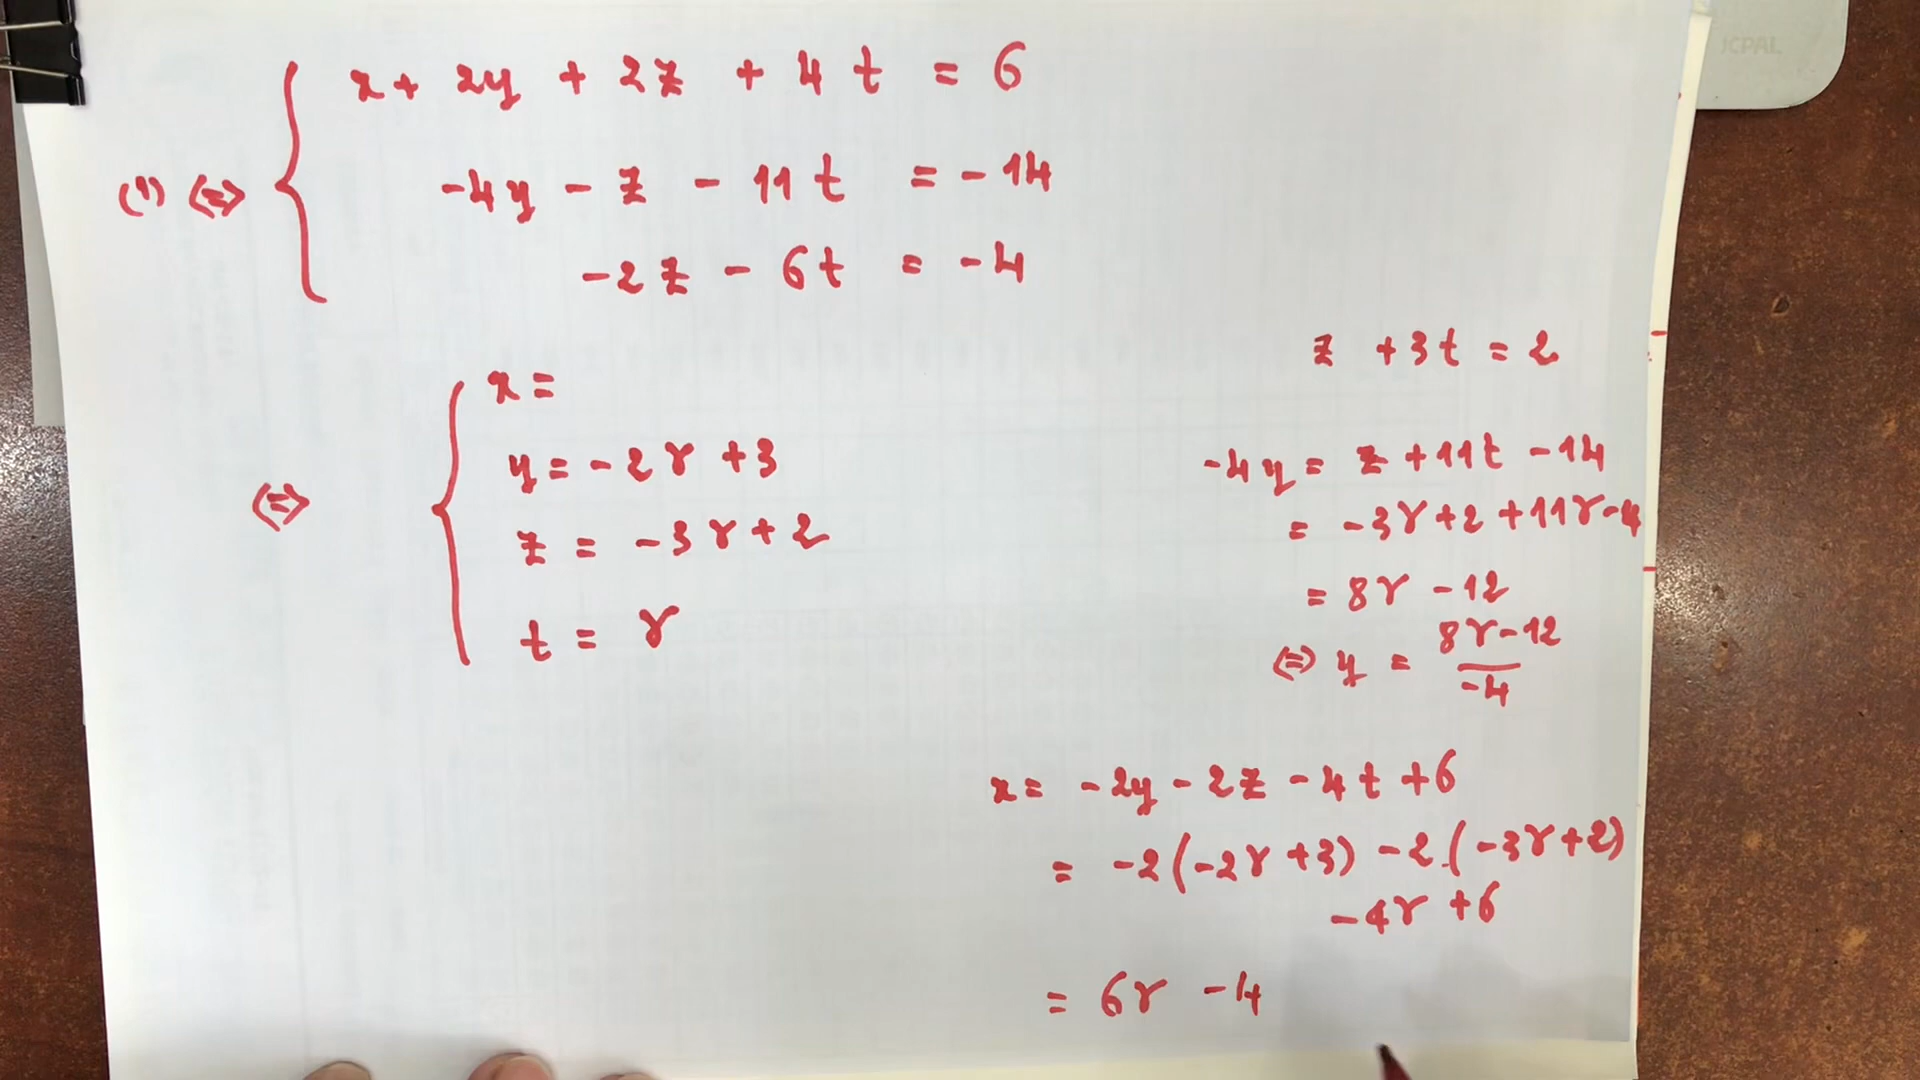 x + 2y + 2z + 4t = 6
(1) <=> -4y - z - 11t = -14
-2z - 6t = -4
z + 3t = 2
x =
y = -2γ + 3
<=> z = -3γ + 2
t = γ
-4y = z + 11t - 14
= -3γ + 2 + 11γ - 14
= 8γ - 12
<=> y = (8γ - 12)/(-4)
x = -2y - 2z - 4t + 6
= -2(-2γ + 3) - 2.(-3γ + 2)
-4γ + 6
= 6γ - 4
JCPAL